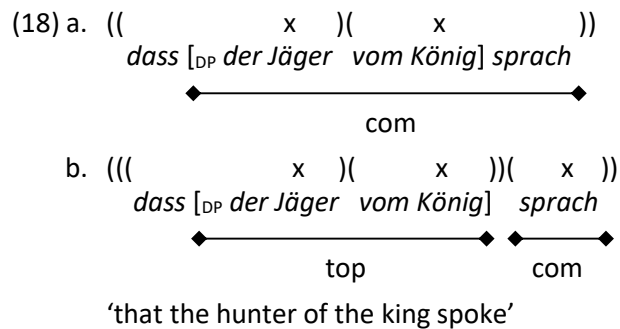 (18) a. (( x )( x ))
dass [DP der Jäger vom König] sprach
com
b. ((( x )( x ))( x ))
dass [DP der Jäger vom König] sprach
top com
‘that the hunter of the king spoke’